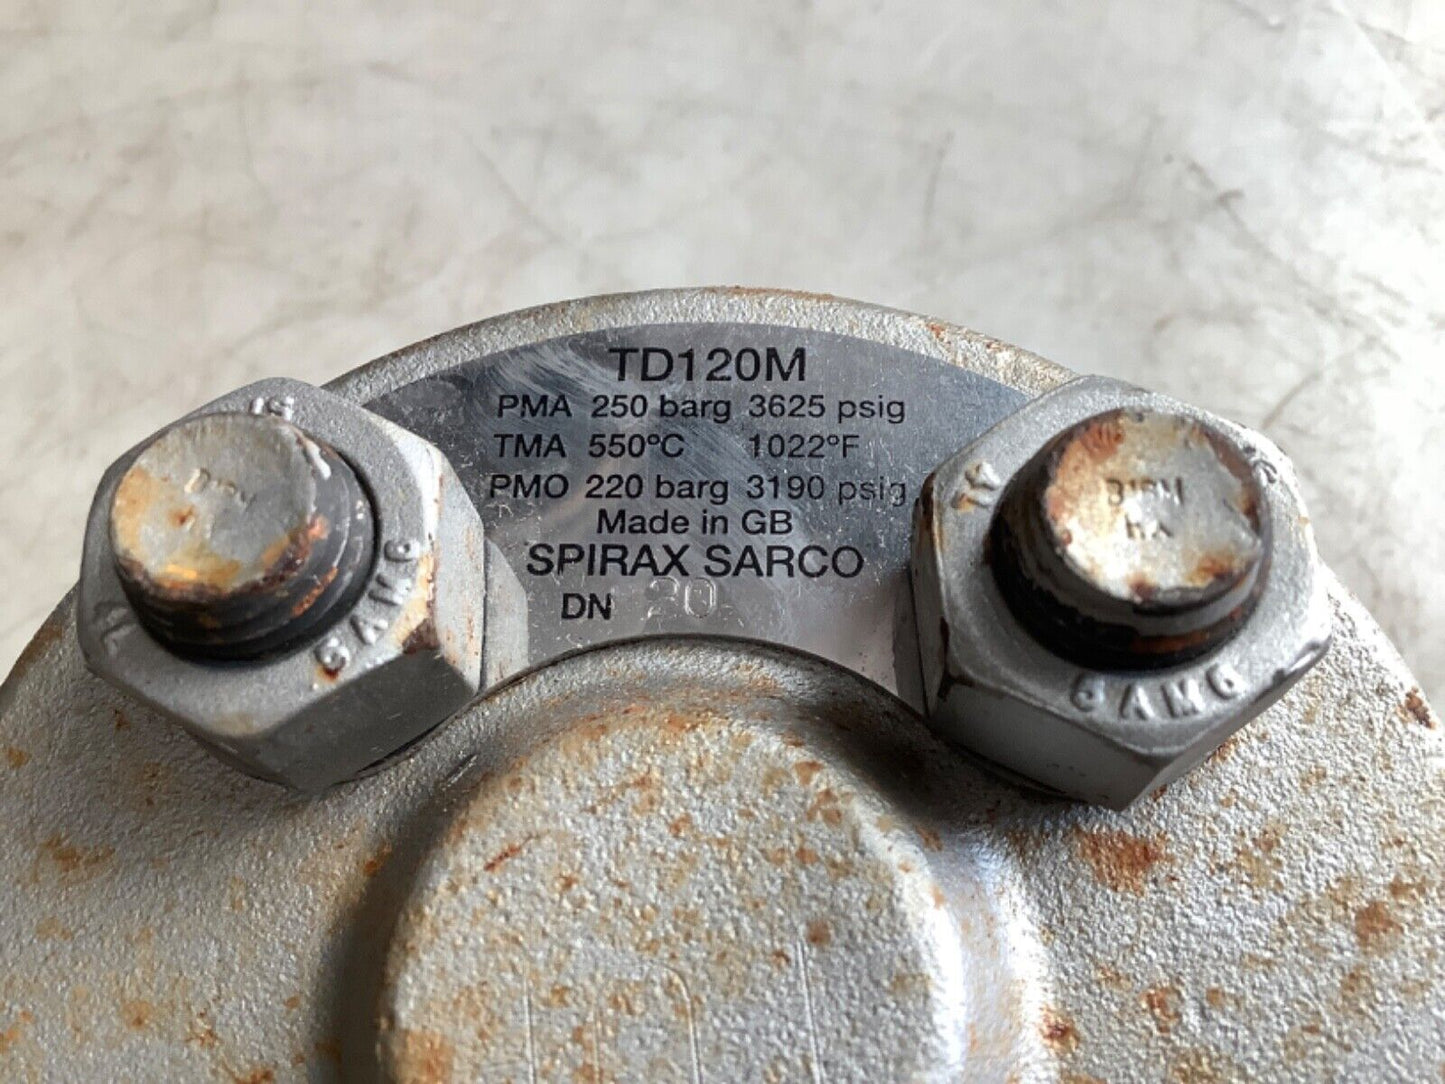 TD120M
PMA 250 barg 3625 psig
TMA 550°C 1022°F
PMO 220 barg 3190 psig
Made in GB
SPIRAX SARCO
DN 20
B16M